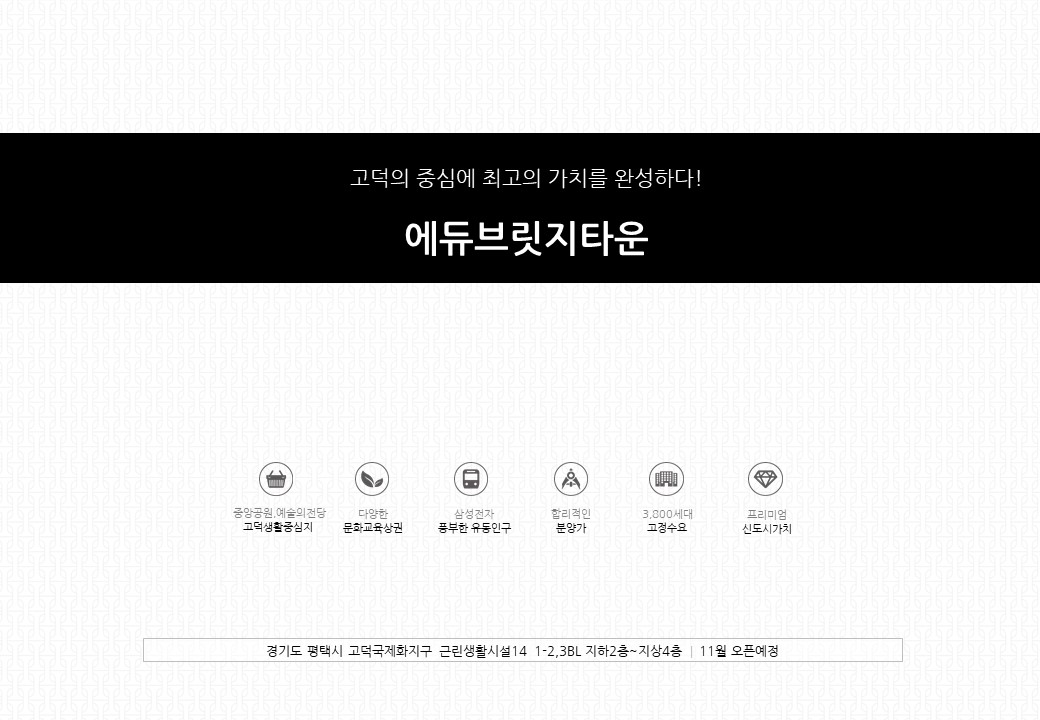 고덕의 중심에 최고의 가치를 완성하다!
에듀브릿지타운
중앙공원,예술의전당
고덕생활중심지
다양한
문화교육상권
삼성전자
풍부한 유동인구
합리적인
분양가
3,800세대
고정수요
프리미엄
신도시가치
경기도 평택시 고덕국제화지구 근린생활시설14 1-2,3BL 지하2층~지상4층 | 11월 오픈예정